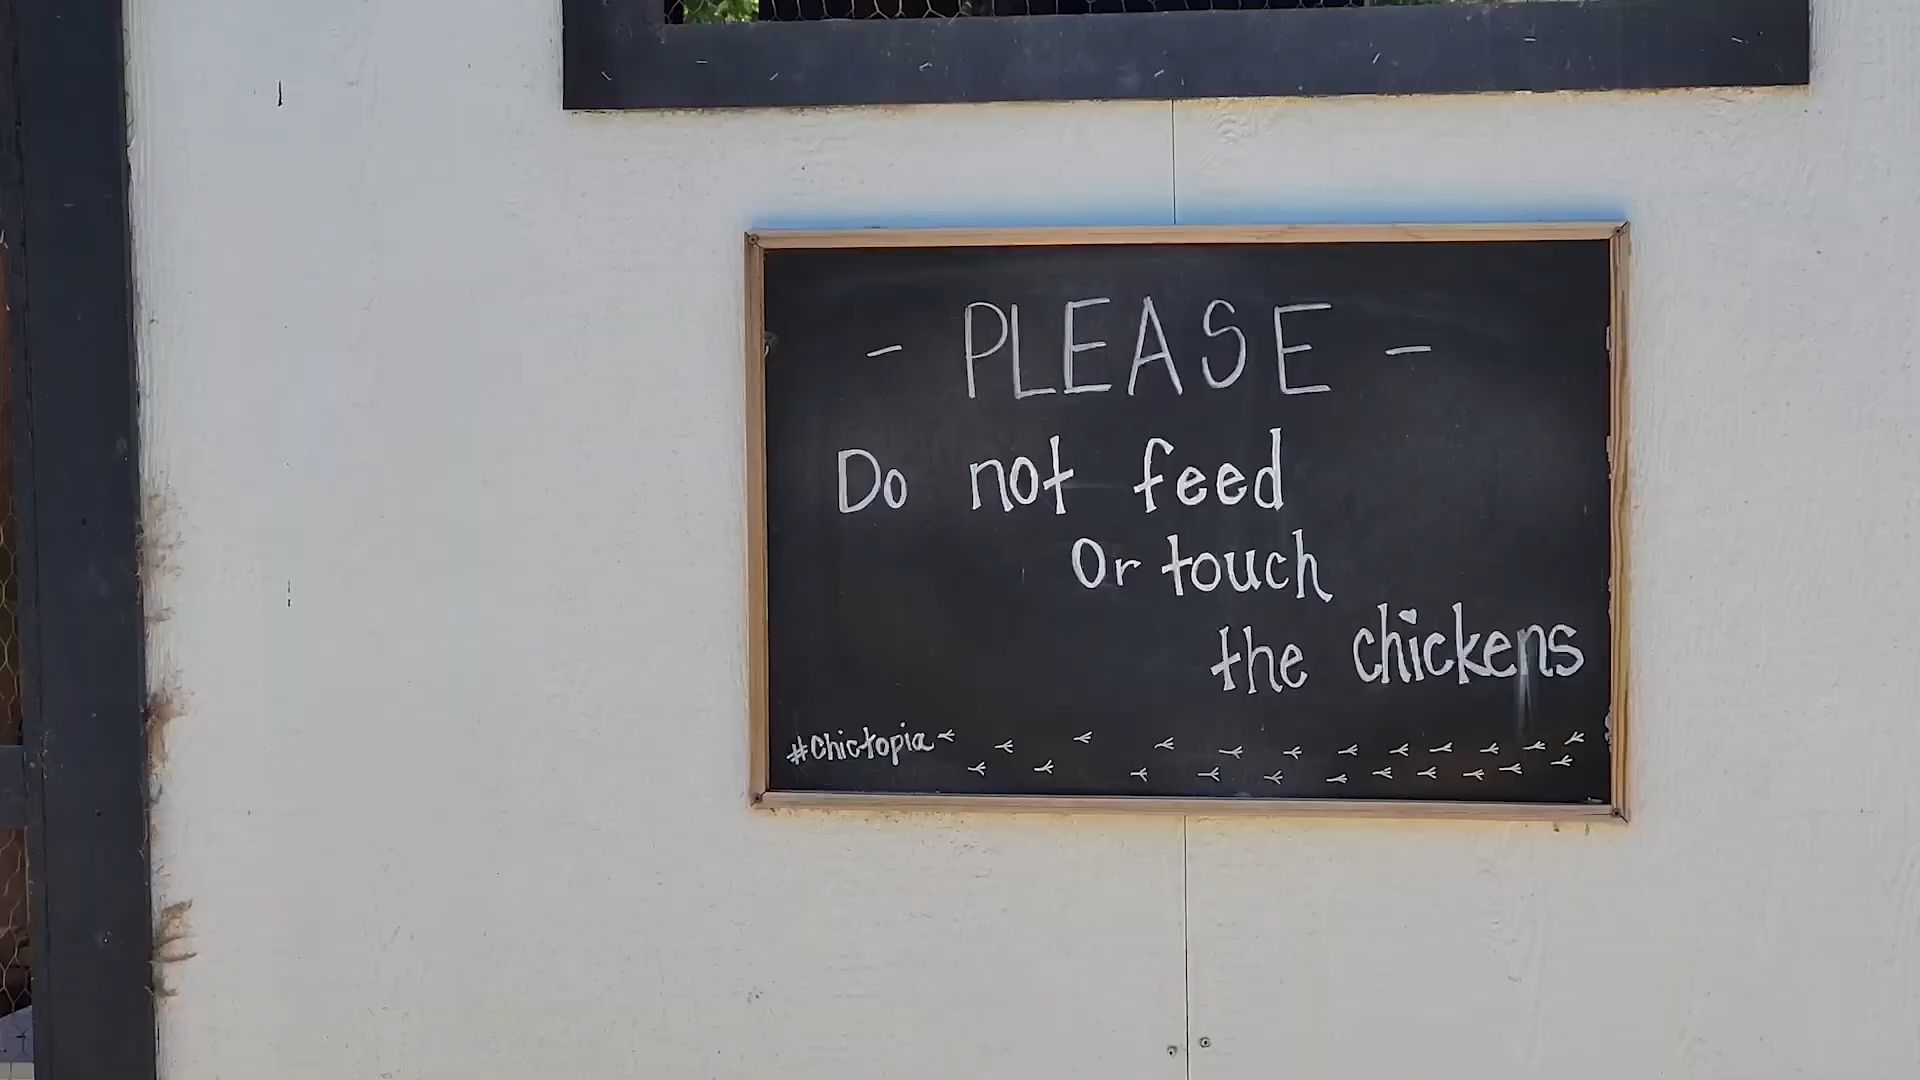 - PLEASE -
Do not feed
Or touch
the chickens
#Chictopia